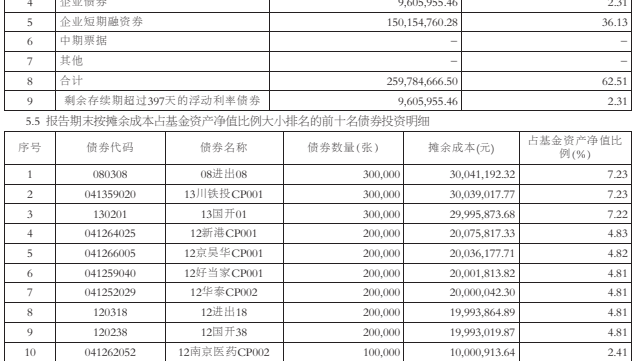 4 企业债券 9,605,955.46 2.31
5 企业短期融资券 150,154,760.28 36.13
6 中期票据 – –
7 其他 – –
8 合计 259,784,666.50 62.51
9 剩余存续期超过397天的浮动利率债券 9,605,955.46 2.31
5.5 报告期末按摊余成本占基金资产净值比例大小排名的前十名债券投资明细
序号 债券代码 债券名称 债券数量(张) 摊余成本(元) 占基金资产净值比
例(%)
1 080308 08进出08 300,000 30,041,192.32 7.23
2 041359020 13川铁投CP001 300,000 30,039,017.77 7.23
3 130201 13国开01 300,000 29,995,873.68 7.22
4 041264025 12新港CP001 200,000 20,075,817.33 4.83
5 041266005 12京昊华CP001 200,000 20,036,177.71 4.82
6 041259040 12好当家CP001 200,000 20,001,813.82 4.81
7 041252029 12华泰CP002 200,000 20,000,042.30 4.81
8 120318 12进出18 200,000 19,993,864.89 4.81
9 120238 12国开38 200,000 19,993,019.87 4.81
10 041262052 12南京医药CP002 100,000 10,000,913.64 2.41